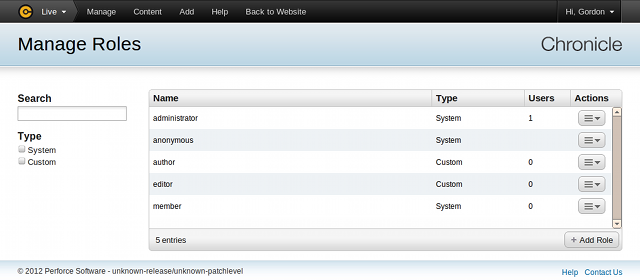 Live Manage Content Add Help Back to Website Hi, Gordon
Manage Roles Chronicle
Search
Type
System
Custom
Name Type Users Actions
administrator System 1
anonymous System
author Custom 0
editor Custom 0
member System 0
5 entries + Add Role
© 2012 Perforce Software - unknown-release/unknown-patchlevel Help Contact Us